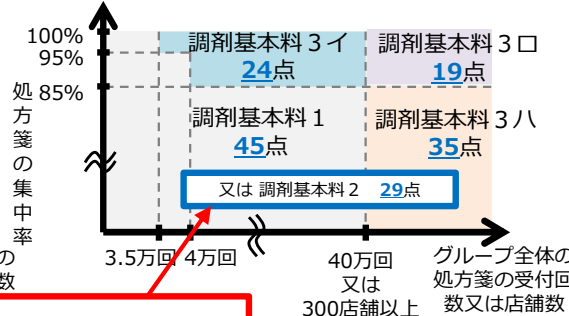 100%
95%
85%
処方箋の集中率
調剤基本料３イ
24点
調剤基本料３ロ
19点
調剤基本料１
45点
調剤基本料３ハ
35点
又は 調剤基本料２ 29点
の
数
3.5万回
4万回
40万回
又は
300店舗以上
グループ全体の
処方箋の受付回
数又は店舗数